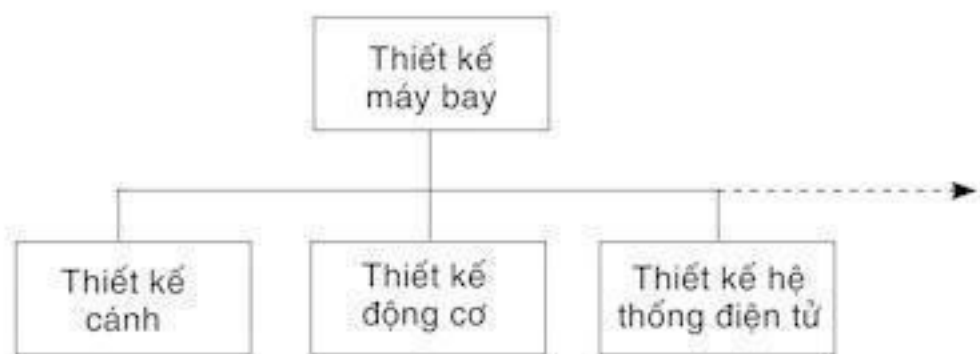 Thiết kế
máy bay
Thiết kế
cánh
Thiết kế
động cơ
Thiết kế hệ
thống điện tử